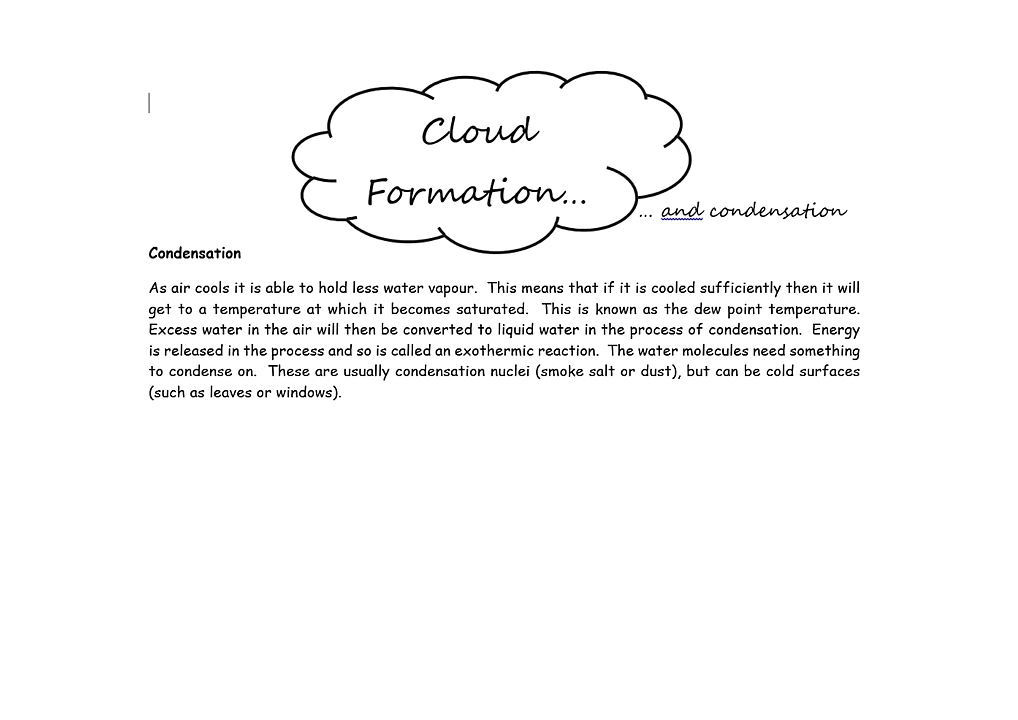 Cloud
Formation...
... and condensation
Condensation
As air cools it is able to hold less water vapour.  This means that if it is cooled sufficiently then it will
get to a temperature at which it becomes saturated.  This is known as the dew point temperature.
Excess water in the air will then be converted to liquid water in the process of condensation.  Energy
is released in the process and so is called an exothermic reaction.  The water molecules need something
to condense on.  These are usually condensation nuclei (smoke salt or dust), but can be cold surfaces
(such as leaves or windows).